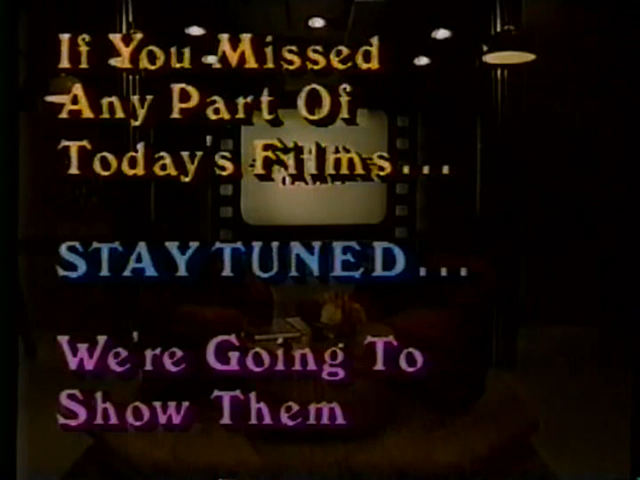 If You Missed
Any Part Of
Today's Films...
STAY TUNED...
We're Going To
Show Them